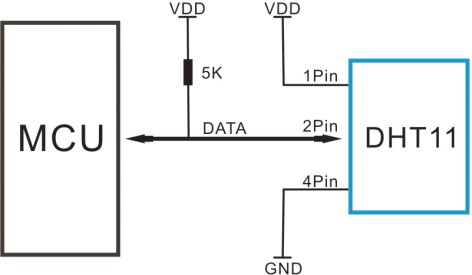 VDD VDD
5K
1Pin
MCU DATA 2Pin DHT11
4Pin
GND